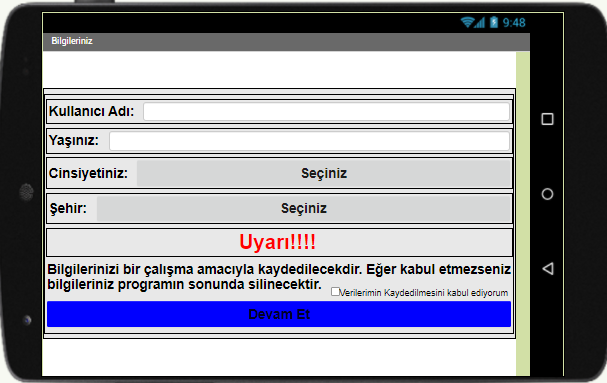 9:48
Bilgileriniz
Kullanıcı Adı:
Yaşınız:
Cinsiyetiniz: Seçiniz
Şehir: Seçiniz
Uyarı!!!!
Bilgilerinizi bir çalışma amacıyla kaydedilecekdir. Eğer kabul etmezseniz
bilgileriniz programın sonunda silinecektir.
Verilerimin Kaydedilmesini kabul ediyorum
Devam Et